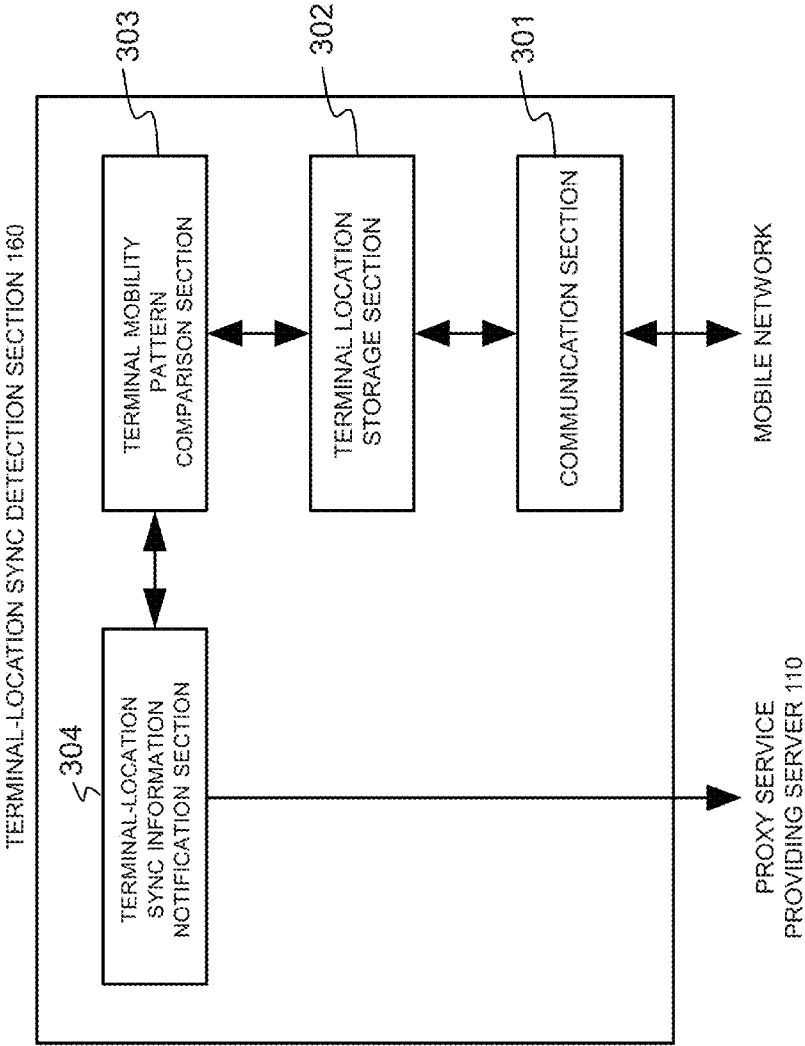 TERMINAL-LOCATION SYNC DETECTION SECTION 160
304
TERMINAL-LOCATION
SYNC INFORMATION
NOTIFICATION SECTION
303
TERMINAL MOBILITY
PATTERN
COMPARISON SECTION
302
TERMINAL LOCATION
STORAGE SECTION
301
COMMUNICATION SECTION
PROXY SERVICE
PROVIDING SERVER 110
MOBILE NETWORK